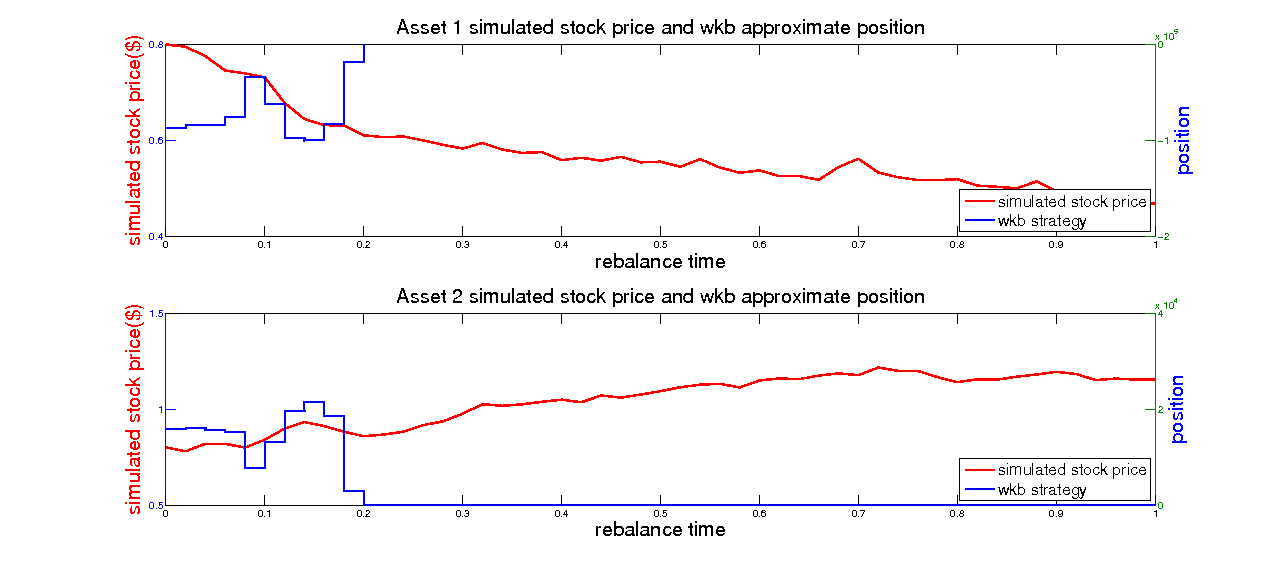 Asset 1 simulated stock price and wkb approximate position
x 10^5
0.8
0.6
0.4
simulated stock price($)
0
-1
-2
position
simulated stock price
wkb strategy
0 0.1 0.2 0.3 0.4 0.5 0.6 0.7 0.8 0.9 1
rebalance time
Asset 2 simulated stock price and wkb approximate position
x 10^4
1.5
1
0.5
simulated stock price($)
4
2
0
position
simulated stock price
wkb strategy
0 0.1 0.2 0.3 0.4 0.5 0.6 0.7 0.8 0.9 1
rebalance time